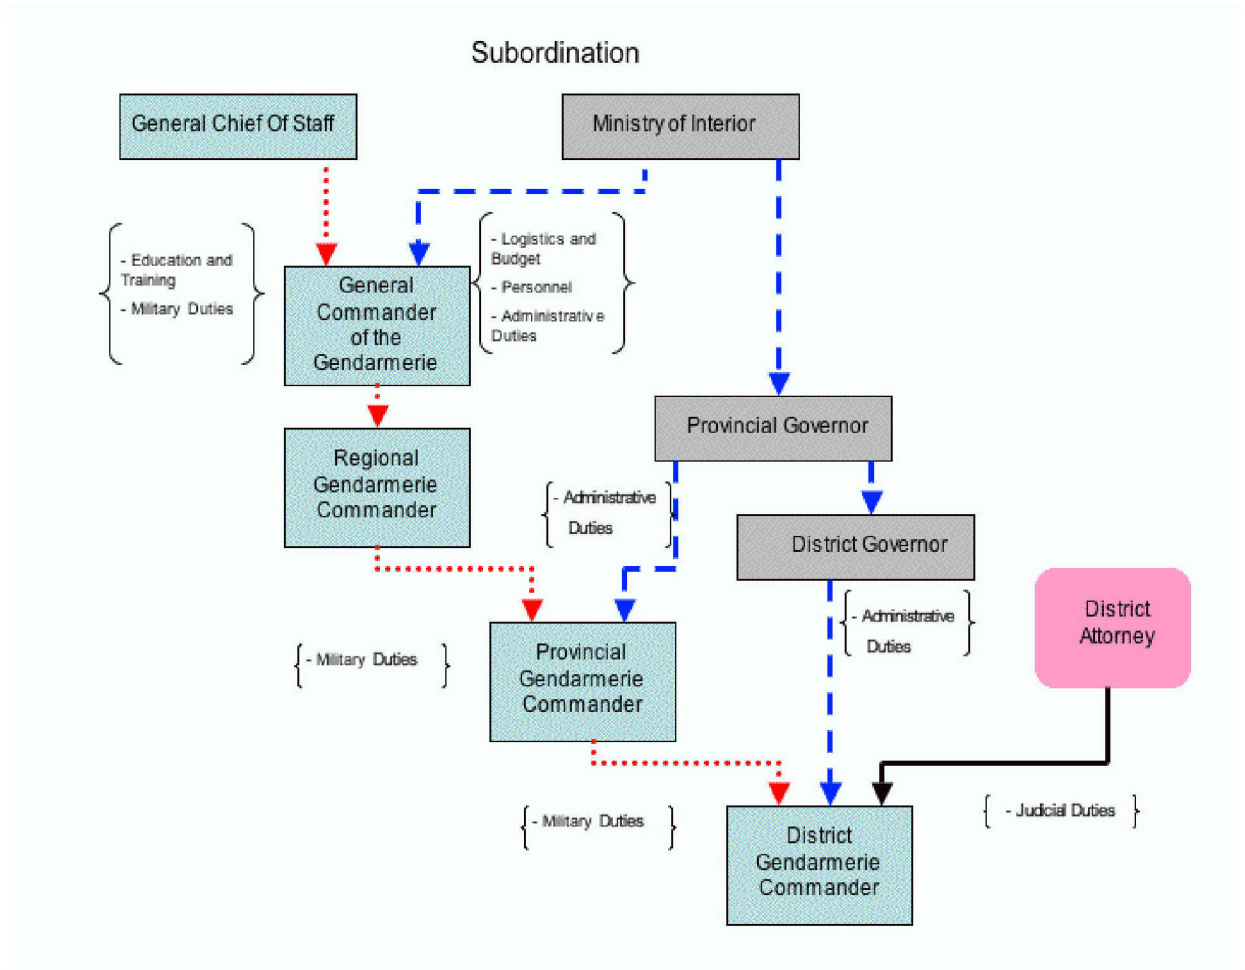 Subordination
General Chief Of Staff
Ministry of Interior
- Education and
Training
- Military Duties
- Logistics and
Budget
- Personnel
- Administrative
Duties
General
Commander
of the
Gendarmerie
Provincial Governor
Regional
Gendarmerie
Commander
- Administrative
Duties
District Governor
- Administrative
Duties
District
Attorney
- Military Duties
Provincial
Gendarmerie
Commander
- Military Duties
- Judicial Duties
District
Gendarmerie
Commander